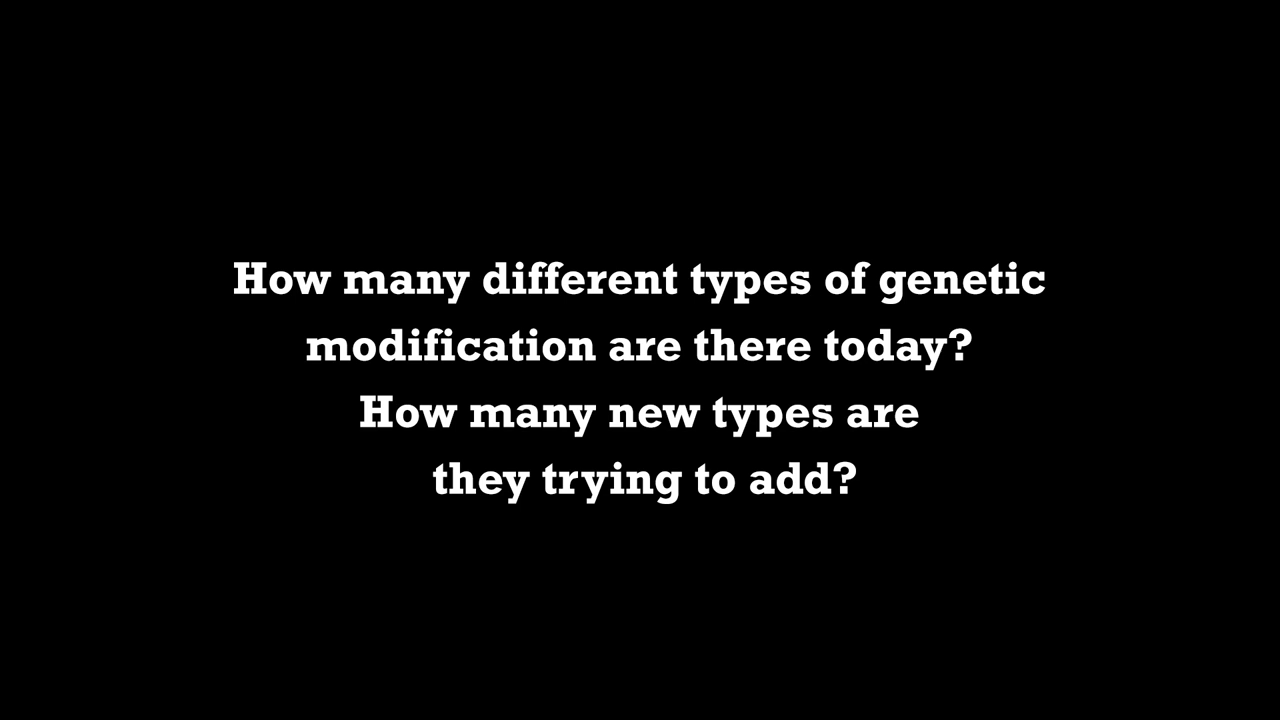 How many different types of genetic
modification are there today?
How many new types are
they trying to add?